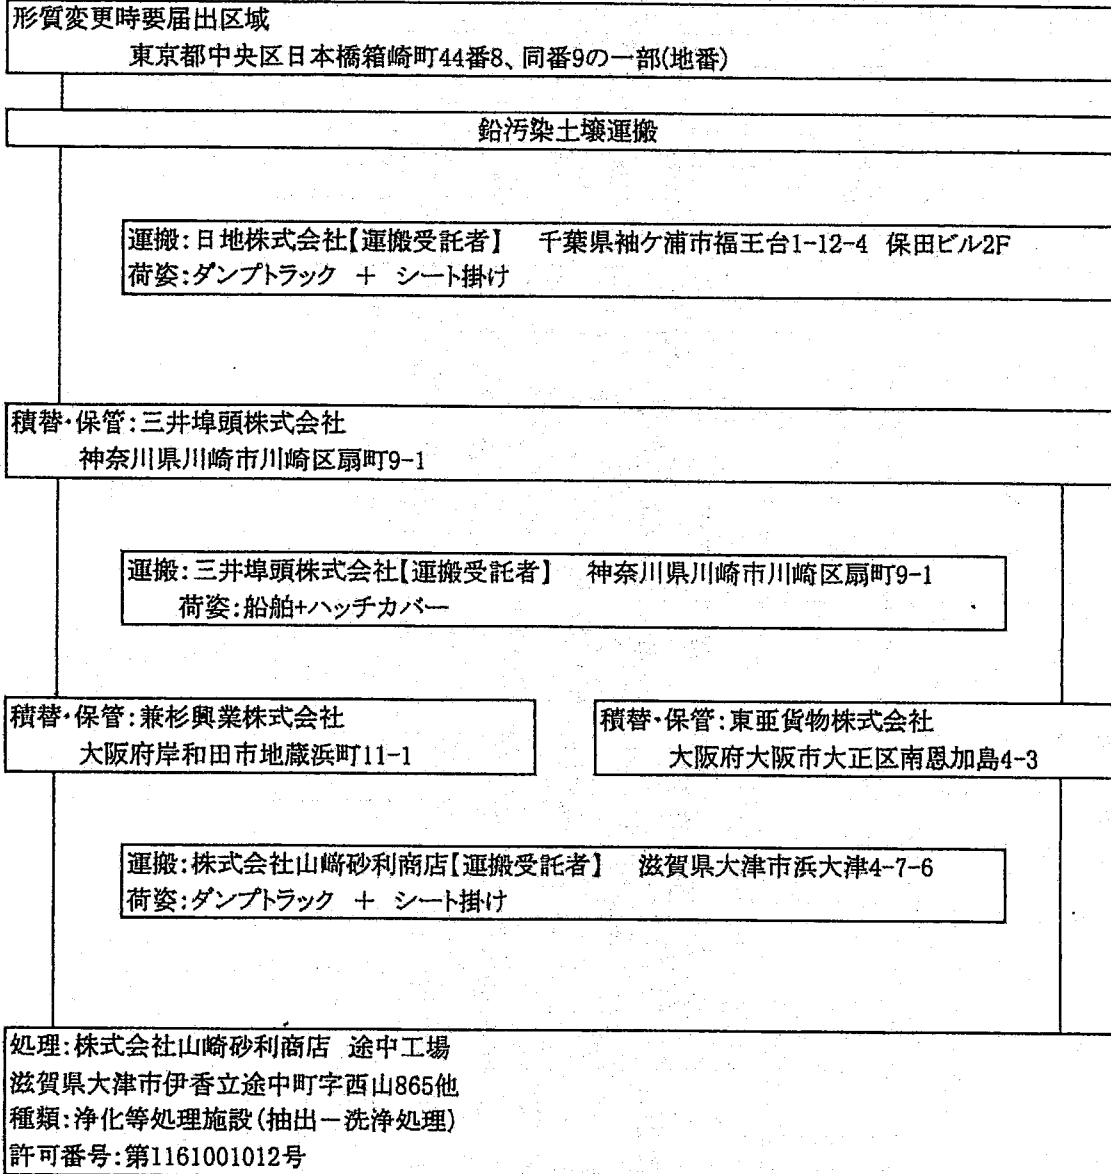 形質変更時要届出区域
東京都中央区日本橋箱崎町44番8、同番9の一部(地番)
鉛汚染土壌運搬
運搬:日地株式会社【運搬受託者】 千葉県袖ケ浦市福王台1-12-4 保田ビル2F
荷姿:ダンプトラック + シート掛け
積替・保管:三井埠頭株式会社
神奈川県川崎市川崎区扇町9-1
運搬:三井埠頭株式会社【運搬受託者】 神奈川県川崎市川崎区扇町9-1
荷姿:船舶+ハッチカバー
積替・保管:兼杉興業株式会社
大阪府岸和田市地蔵浜町11-1
積替・保管:東亜貨物株式会社
大阪府大阪市大正区南恩加島4-3
運搬:株式会社山﨑砂利商店【運搬受託者】 滋賀県大津市浜大津4-7-6
荷姿:ダンプトラック + シート掛け
処理:株式会社山崎砂利商店 途中工場
滋賀県大津市伊香立途中町字西山865他
種類:浄化等処理施設(抽出-洗浄処理)
許可番号:第1161001012号